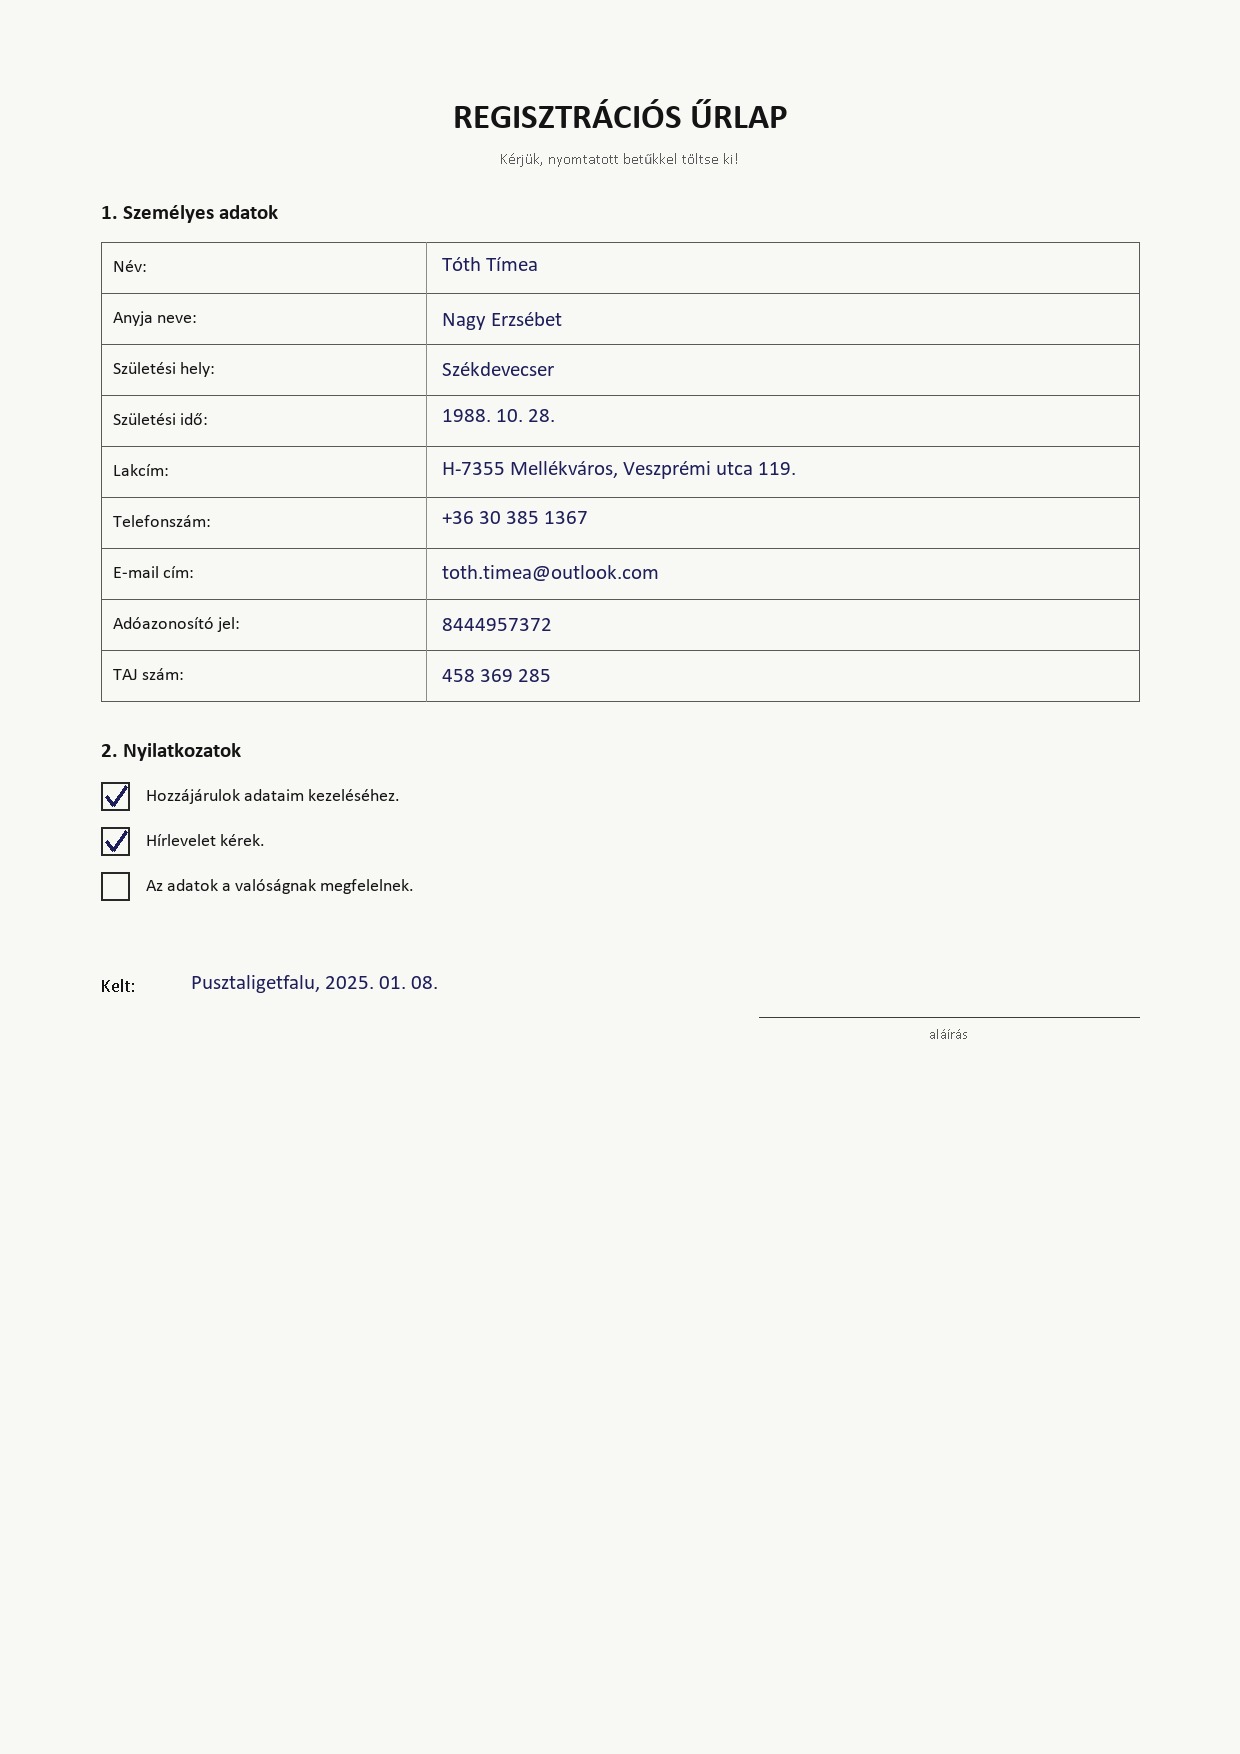 REGISZTRÁCIÓS ŰRLAP
Kérjük, nyomtatott betűkkel töltse ki!
1. Személyes adatok
Név: Tóth Tímea
Anyja neve: Nagy Erzsébet
Születési hely: Székdevecser
Születési idő: 1988. 10. 28.
Lakcím: H-7355 Mellékváros, Veszprémi utca 119.
Telefonszám: +36 30 385 1367
E-mail cím: toth.timea@outlook.com
Adóazonosító jel: 8444957372
TAJ szám: 458 369 285
2. Nyilatkozatok
Hozzájárulok adataim kezeléséhez.
Hírlevelet kérek.
Az adatok a valóságnak megfelelnek.
Kelt: Pusztaligetfalu, 2025. 01. 08.
aláírás